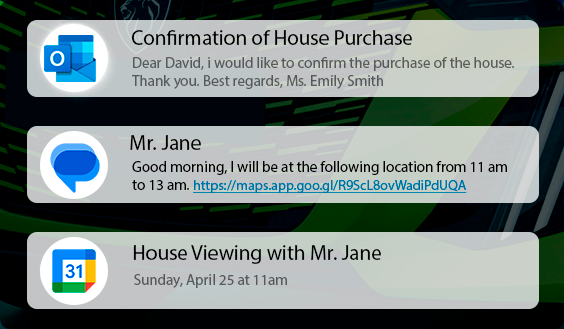 Confirmation of House Purchase
Dear David, i would like to confirm the purchase of the house.
Thank you. Best regards, Ms. Emily Smith
Mr. Jane
Good morning, I will be at the following location from 11 am
to 13 am. https://maps.app.goo.gl/R9ScL8ovWadiPdUQA
31
House Viewing with Mr. Jane
Sunday, April 25 at 11am